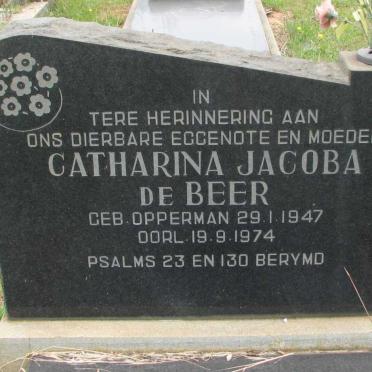 IN
TERE HERINNERING AAN
ONS DIERBARE EGGENOTE EN MOEDER
CATHARINA JACOBA
DE BEER
GEB. OPPERMAN 29.1.1947
OORL. 19.9.1974
PSALMS 23 EN 130 BERYMD